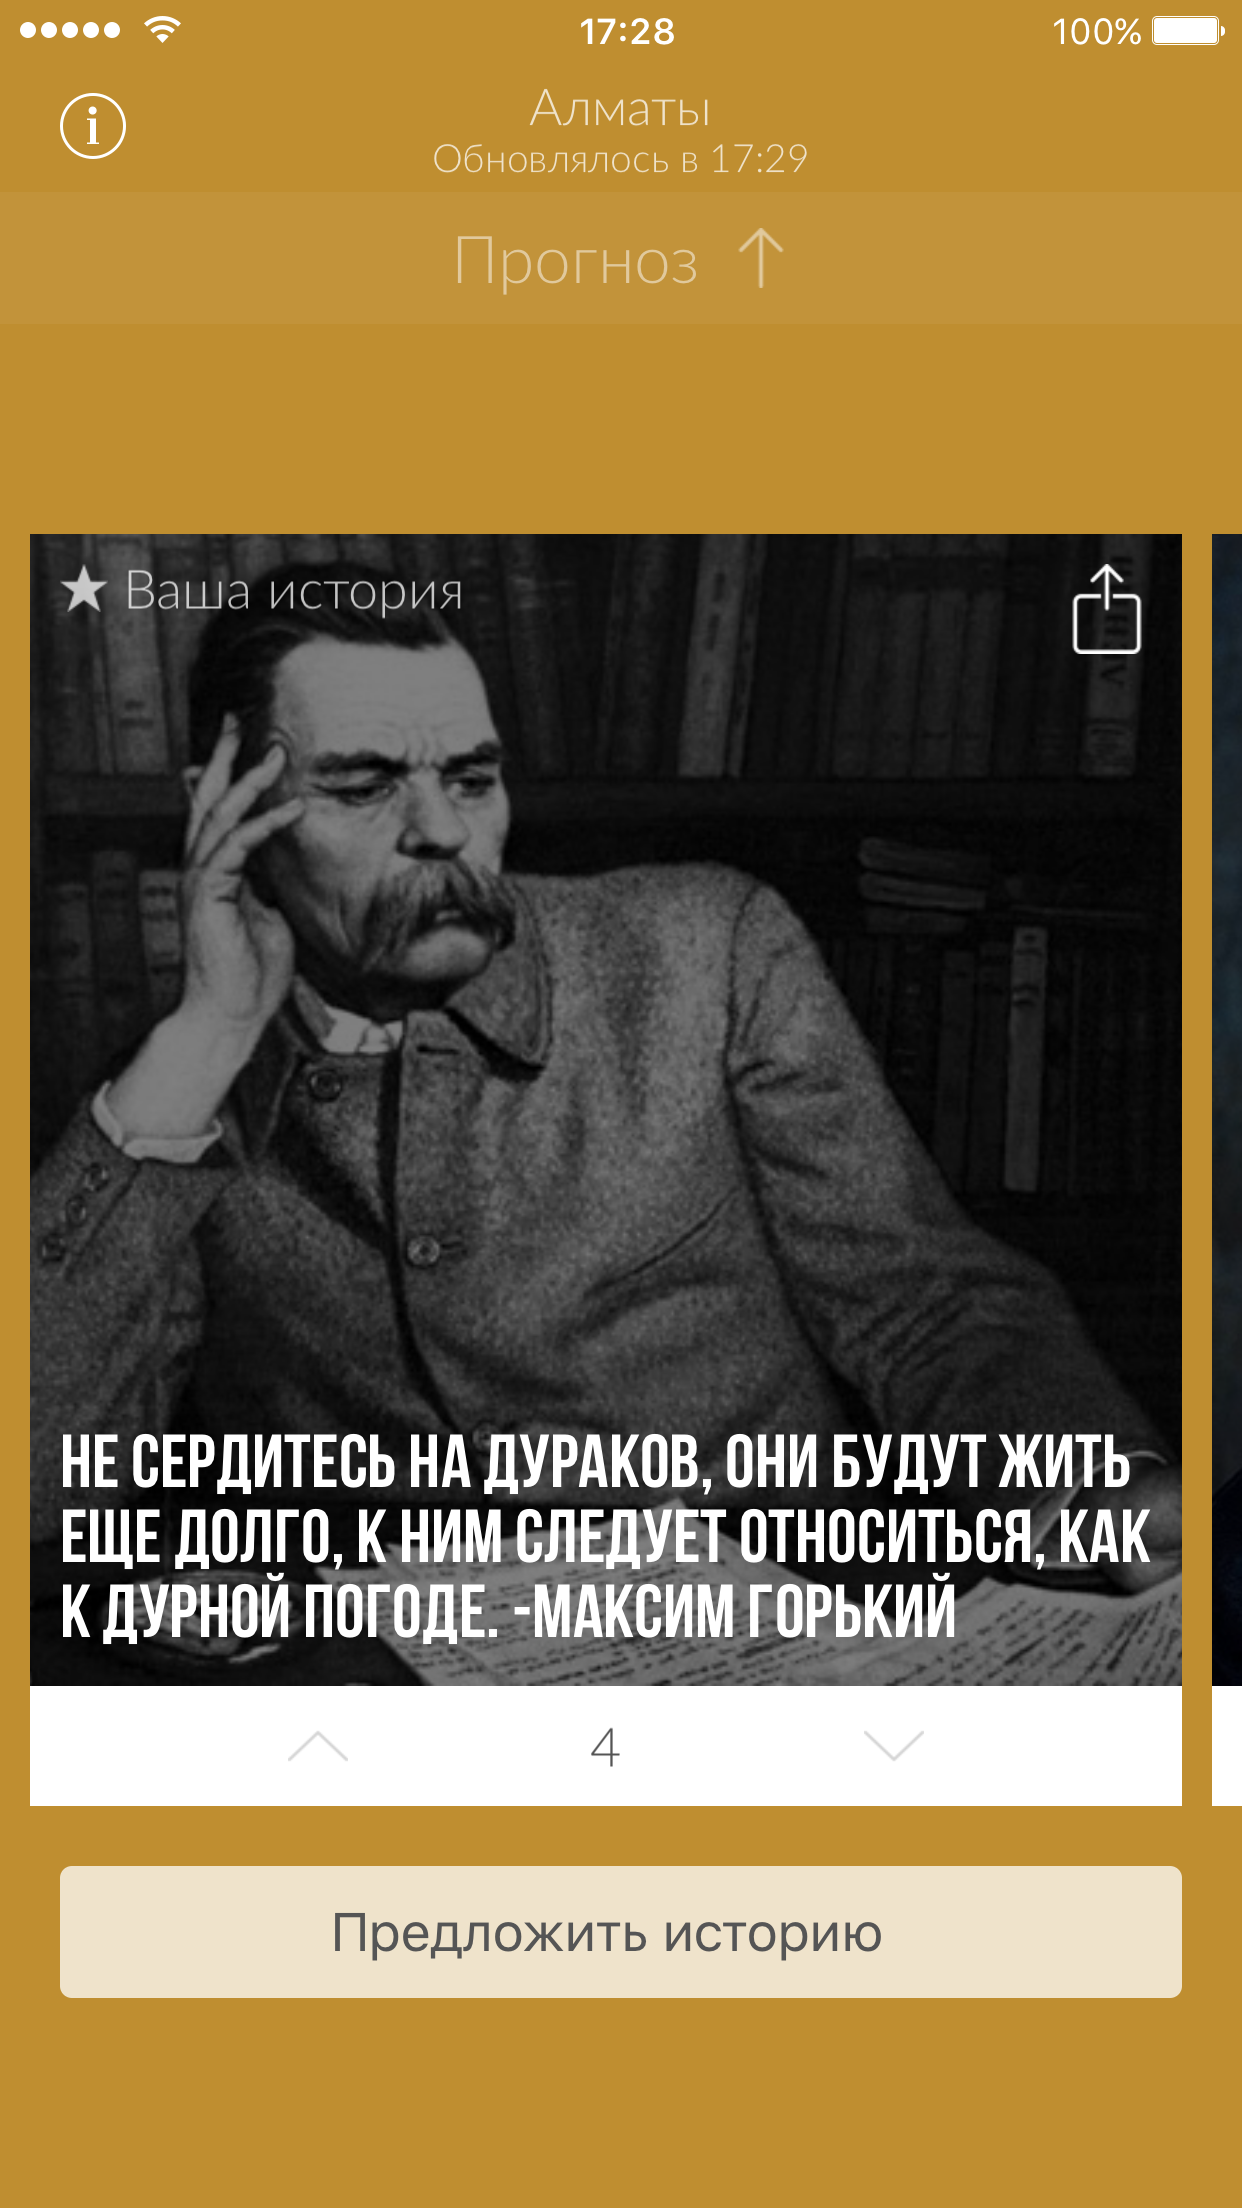 17:28
100%
Алматы
Обновлялось в 17:29
Прогноз
Ваша история
НЕ СЕРДИТЕСЬ НА ДУРАКОВ, ОНИ БУДУТ ЖИТЬ
ЕЩЕ ДОЛГО, К НИМ СЛЕДУЕТ ОТНОСИТЬСЯ, КАК
К ДУРНОЙ ПОГОДЕ. -МАКСИМ ГОРЬКИЙ
4
Предложить историю